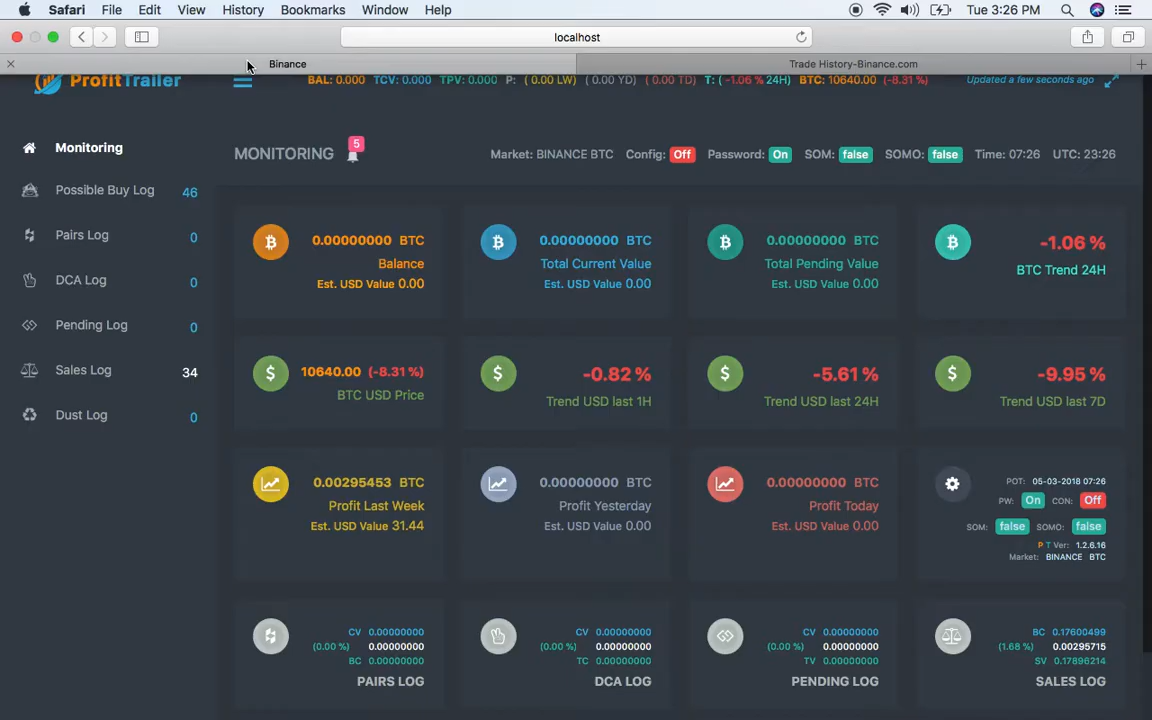 Safari File Edit View History Bookmarks Window Help Tue 3:26 PM
localhost
Binance
Trade History-Binance.com
ProfitTrailer
BAL: 0.000 TCV: 0.000 TPV: 0.000 P: ( 0.00 LW) ( 0.00 YD) ( 0.00 TD) T: ( -1.06 % 24H) BTC: 10640.00 (-8.31 %)
Updated a few seconds ago
Monitoring
Possible Buy Log 46
Pairs Log 0
DCA Log 0
Pending Log 0
Sales Log 34
Dust Log 0
MONITORING 5
Market: BINANCE BTC Config: Off Password: On SOM: false SOMO: false Time: 07:26 UTC: 23:26
0.00000000 BTC
Balance
Est. USD Value 0.00
0.00000000 BTC
Total Current Value
Est. USD Value 0.00
0.00000000 BTC
Total Pending Value
Est. USD Value 0.00
-1.06 %
BTC Trend 24H
10640.00 (-8.31 %)
BTC USD Price
-0.82 %
Trend USD last 1H
-5.61 %
Trend USD last 24H
-9.95 %
Trend USD last 7D
0.00295453 BTC
Profit Last Week
Est. USD Value 31.44
0.00000000 BTC
Profit Yesterday
Est. USD Value 0.00
0.00000000 BTC
Profit Today
Est. USD Value 0.00
POT: 05-03-2018 07:26
PW: On CON: Off
SOM: false SOMO: false
P T Ver: 1.2.6.16
Market: BINANCE BTC
CV 0.00000000
(0.00 %) 0.00000000
BC 0.00000000
PAIRS LOG
CV 0.00000000
(0.00 %) 0.00000000
TC 0.00000000
DCA LOG
CV 0.00000000
(0.00 %) 0.00000000
TV 0.00000000
PENDING LOG
BC 0.17600499
(1.68 %) 0.00295715
SV 0.17896214
SALES LOG